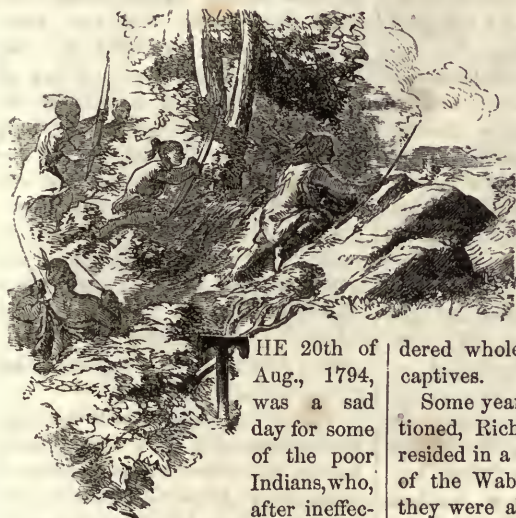 THE 20th of
Aug., 1794,
was a sad
day for some
of the poor
Indians, who,
after ineffec-
dered whole
captives.
Some year
tioned, Rich
resided in a
of the Wab
they were a